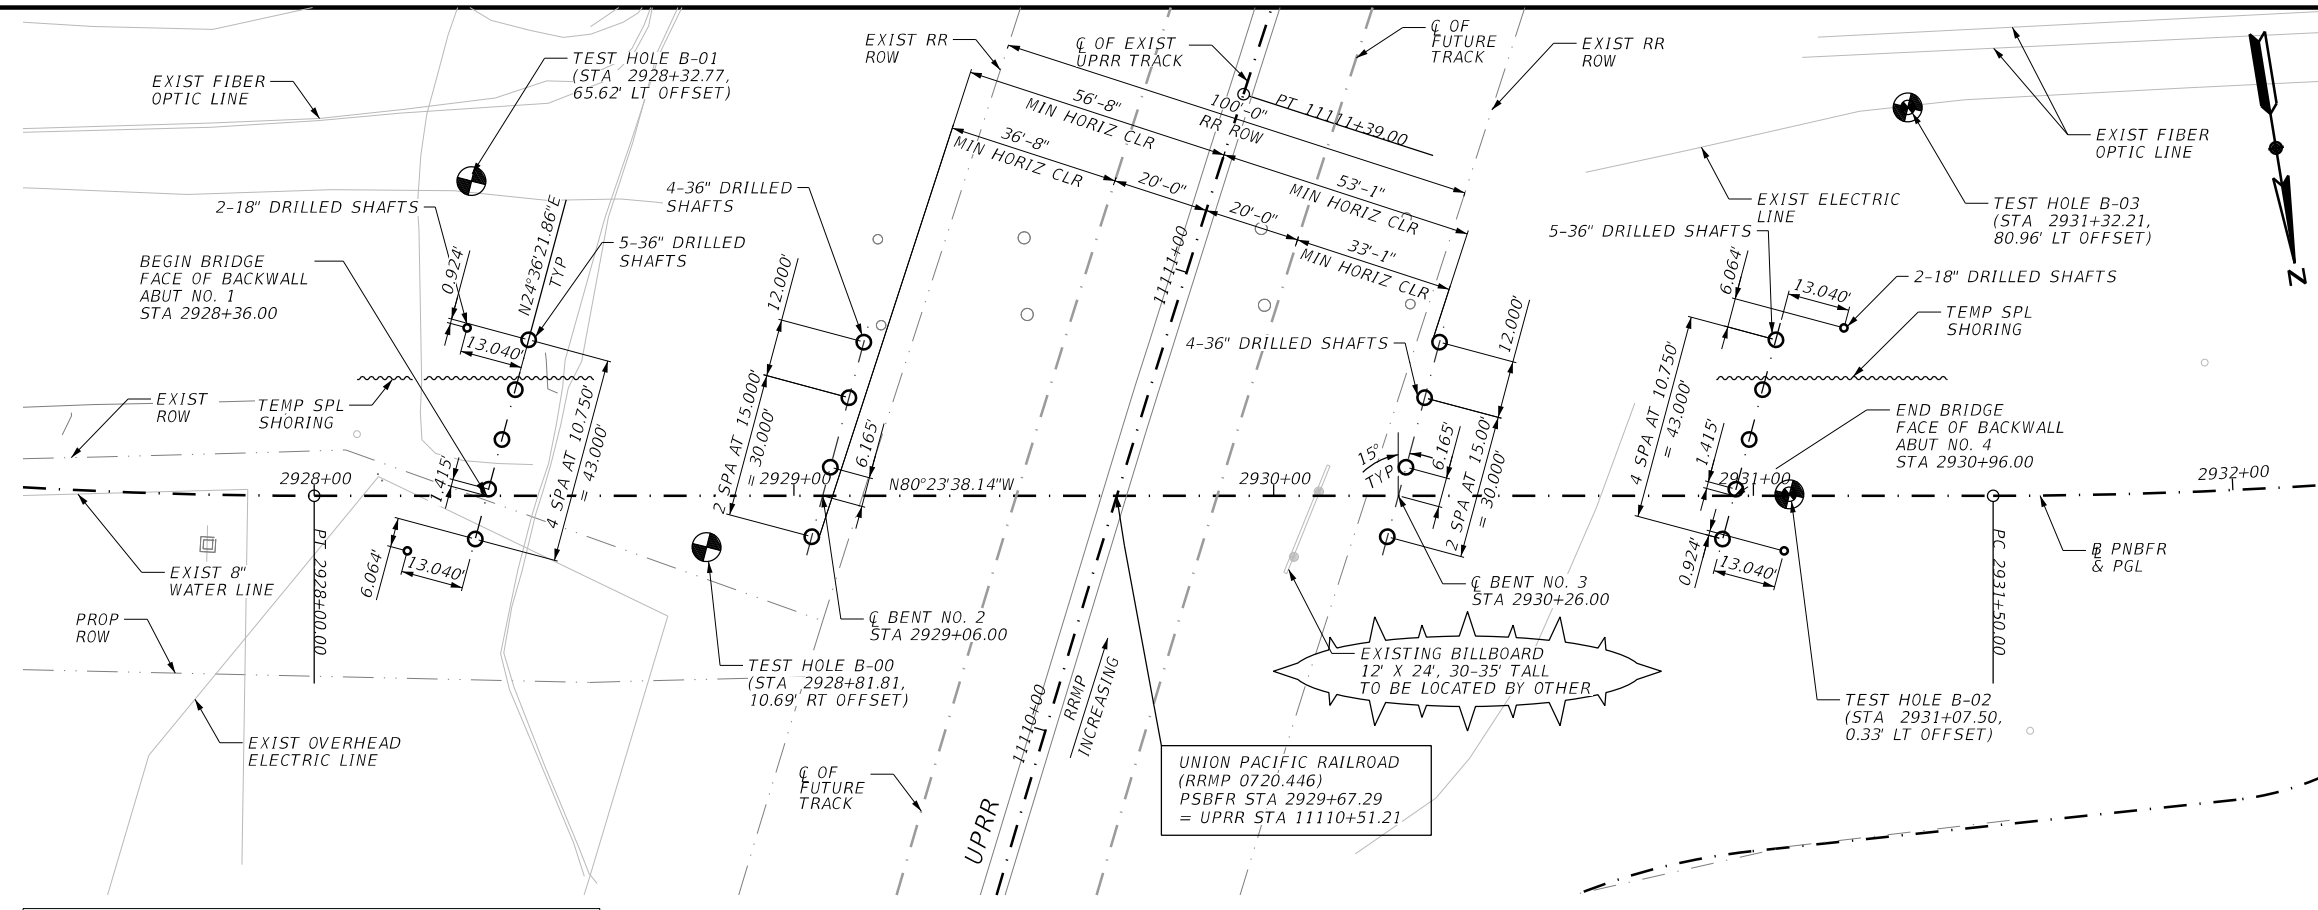 EXIST RR
ROW
℄ OF EXIST
UPRR TRACK
℄ OF
FUTURE
TRACK
EXIST RR
ROW
TEST HOLE B-01
(STA 2928+32.77,
65.62' LT OFFSET)
EXIST FIBER
OPTIC LINE
56'-8"
MIN HORIZ CLR
100'-0"
RR ROW
PT 11111+39.00
36'-8"
MIN HORIZ CLR
20'-0"
53'-1"
MIN HORIZ CLR
20'-0"
33'-1"
MIN HORIZ CLR
EXIST FIBER
OPTIC LINE
EXIST ELECTRIC
LINE
TEST HOLE B-03
(STA 2931+32.21,
80.96' LT OFFSET)
N
2-18" DRILLED SHAFTS
4-36" DRILLED
SHAFTS
5-36" DRILLED
SHAFTS
N24°36'21.86"E
TYP
0.924'
13.040'
BEGIN BRIDGE
FACE OF BACKWALL
ABUT NO. 1
STA 2928+36.00
12.000'
11111+00
5-36" DRILLED SHAFTS
6.064'
13.040'
2-18" DRILLED SHAFTS
TEMP SPL
SHORING
4-36" DRILLED SHAFTS
12.000'
EXIST
ROW
TEMP SPL
SHORING
4 SPA AT 10.750'
= 43.000'
2 SPA AT 15.000'
= 30.000'
6.165'
15°
TYP
6.165'
2 SPA AT 15.00'
= 30.000'
4 SPA AT 10.750'
= 43.000'
1.415'
END BRIDGE
FACE OF BACKWALL
ABUT NO. 4
STA 2930+96.00
1.415'
2928+00
2929+00
N80°23'38.14"W
2930+00
2931+00
2932+00
EXIST 8"
WATER LINE
PT 2928+00.00
6.064'
13.040'
0.924'
13.040'
PC 2931+50.00
℄ BENT NO. 3
STA 2930+26.00
B PNBFR
& PGL
PROP
ROW
℄ BENT NO. 2
STA 2929+06.00
TEST HOLE B-00
(STA 2928+81.81,
10.69' RT OFFSET)
RRMP
INCREASING
EXISTING BILLBOARD
12' X 24', 30-35' TALL
TO BE LOCATED BY OTHER
TEST HOLE B-02
(STA 2931+07.50,
0.33' LT OFFSET)
EXIST OVERHEAD
ELECTRIC LINE
11110+00
℄ OF
FUTURE
TRACK
UPRR
UNION PACIFIC RAILROAD
(RRMP 0720.446)
PSBFR STA 2929+67.29
= UPRR STA 11110+51.21